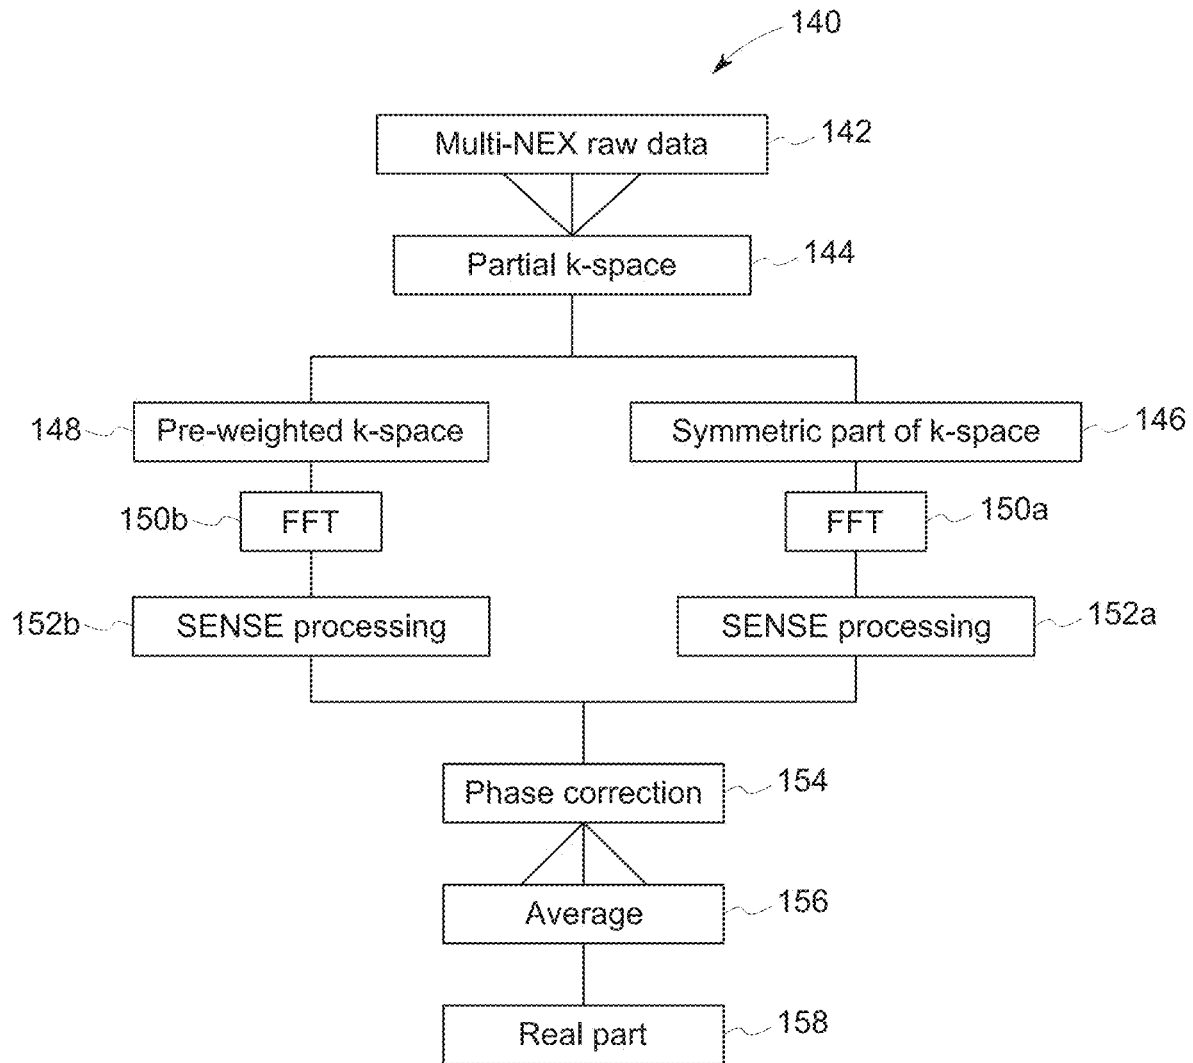 140
Multi-NEX raw data 142
Partial k-space 144
148 Pre-weighted k-space Symmetric part of k-space 146
150b FFT FFT 150a
152b SENSE processing SENSE processing 152a
Phase correction 154
Average 156
Real part 158